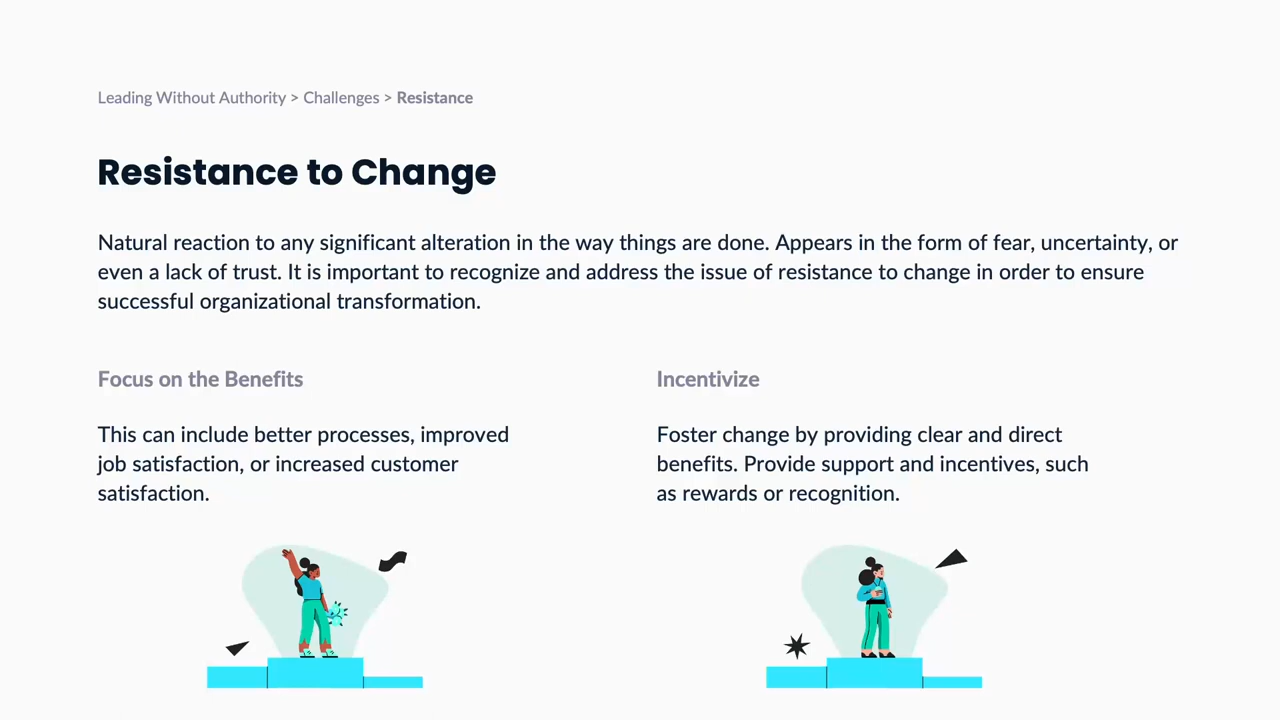 Leading Without Authority > Challenges > Resistance
Resistance to Change
Natural reaction to any significant alteration in the way things are done. Appears in the form of fear, uncertainty, or
even a lack of trust. It is important to recognize and address the issue of resistance to change in order to ensure
successful organizational transformation.
Focus on the Benefits
This can include better processes, improved
job satisfaction, or increased customer
satisfaction.
Incentivize
Foster change by providing clear and direct
benefits. Provide support and incentives, such
as rewards or recognition.